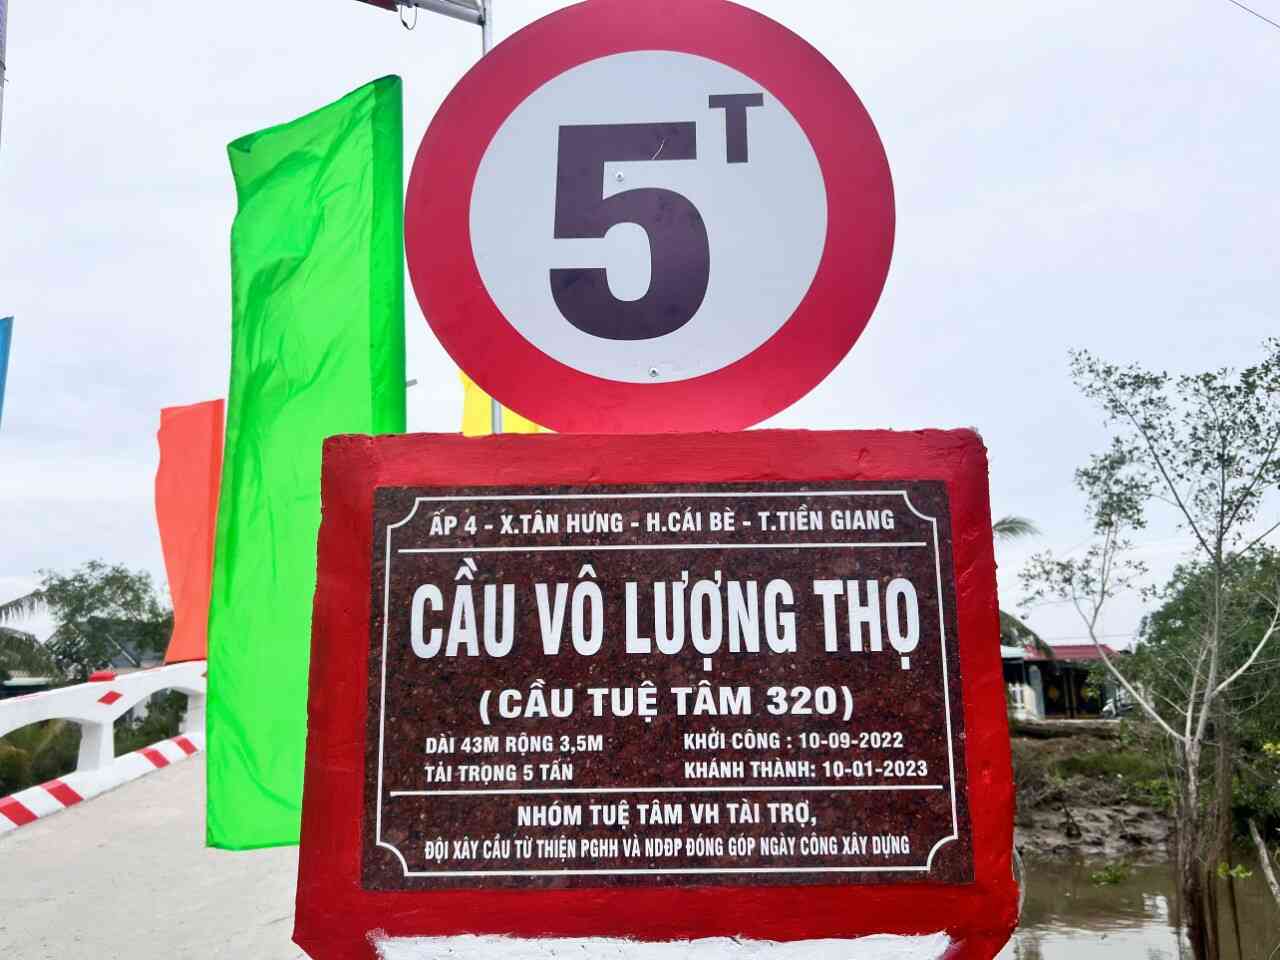 5T
ẤP 4 - X.TÂN HƯNG - H.CÁI BÈ - T.TIỀN GIANG
CẦU VÔ LƯỢNG THỌ
(CẦU TUỆ TÂM 320)
DÀI 43M RỘNG 3,5M KHỞI CÔNG : 10-09-2022
TẢI TRỌNG 5 TẤN KHÁNH THÀNH: 10-01-2023
NHÓM TUỆ TÂM VH TÀI TRỢ,
ĐỘI XÂY CẦU TỪ THIỆN PGHH VÀ NDĐP ĐÓNG GÓP NGÀY CÔNG XÂY DỰNG